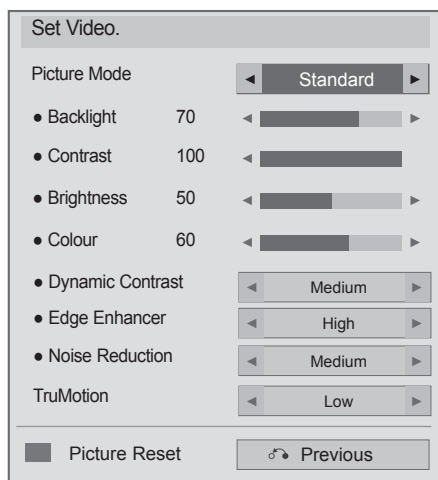 Set Video.
Picture Mode ◄ Standard ►
● Backlight 70 ◄ ►
● Contrast 100 ◄
● Brightness 50 ◄ ►
● Colour 60 ◄ ►
● Dynamic Contrast ◄ Medium ►
● Edge Enhancer ◄ High ►
● Noise Reduction ◄ Medium ►
TruMotion ◄ Low ►
Picture Reset Previous